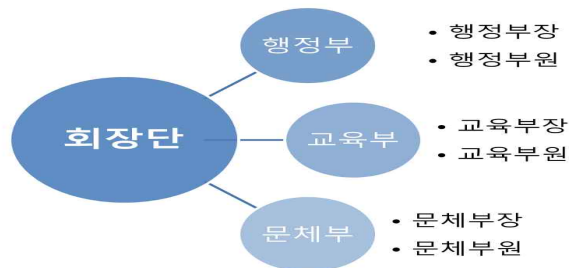 회장단
행정부
• 행정부장
• 행정부원
교육부
• 교육부장
• 교육부원
문체부
• 문체부장
• 문체부원